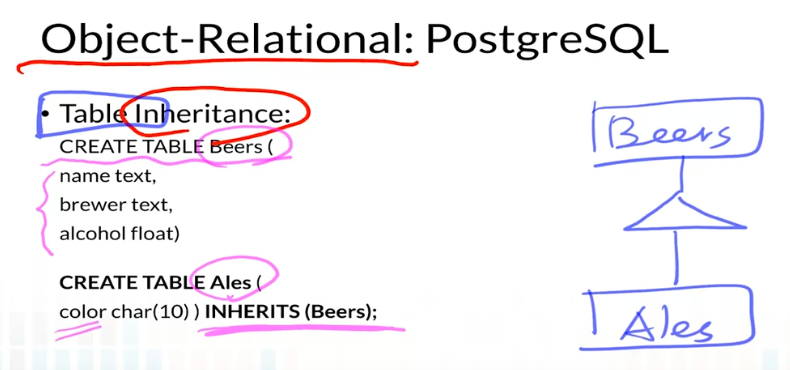 Object-Relational: PostgreSQL
• Table Inheritance:
CREATE TABLE Beers (
name text,
brewer text,
alcohol float)
CREATE TABLE Ales (
color char(10) ) INHERITS (Beers);
Beers
Ales